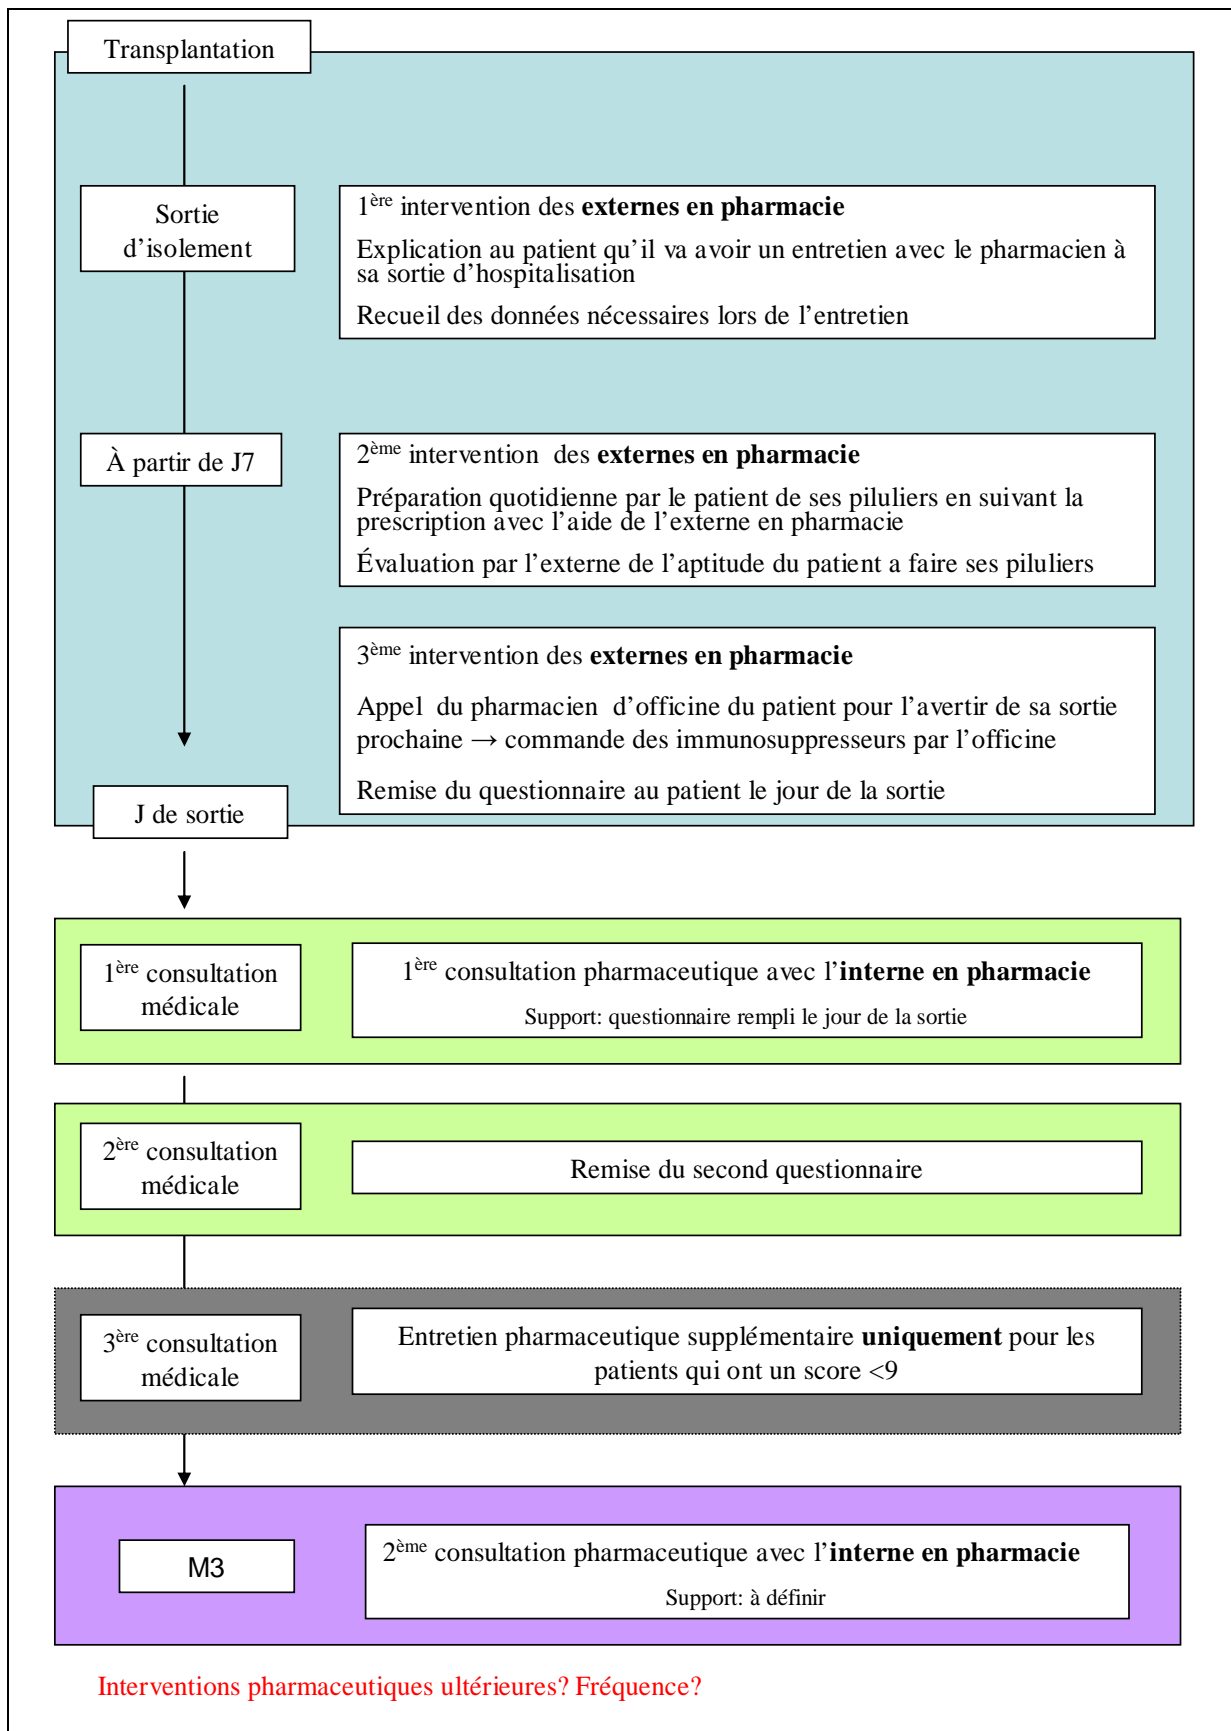 Transplantation
Sortie
d’isolement
1ère intervention des externes en pharmacie
Explication au patient qu’il va avoir un entretien avec le pharmacien à
sa sortie d’hospitalisation
Recueil des données nécessaires lors de l’entretien
À partir de J7
2ème intervention des externes en pharmacie
Préparation quotidienne par le patient de ses piluliers en suivant la
prescription avec l’aide de l’externe en pharmacie
Évaluation par l’externe de l’aptitude du patient a faire ses piluliers
3ème intervention des externes en pharmacie
Appel du pharmacien d’officine du patient pour l’avertir de sa sortie
prochaine → commande des immunosuppresseurs par l’officine
Remise du questionnaire au patient le jour de la sortie
J de sortie
1ère consultation
médicale
1ère consultation pharmaceutique avec l’interne en pharmacie
Support: questionnaire rempli le jour de la sortie
2ère consultation
médicale
Remise du second questionnaire
3ère consultation
médicale
Entretien pharmaceutique supplémentaire uniquement pour les
patients qui ont un score <9
M3
2ème consultation pharmaceutique avec l’interne en pharmacie
Support: à définir
Interventions pharmaceutiques ultérieures? Fréquence?